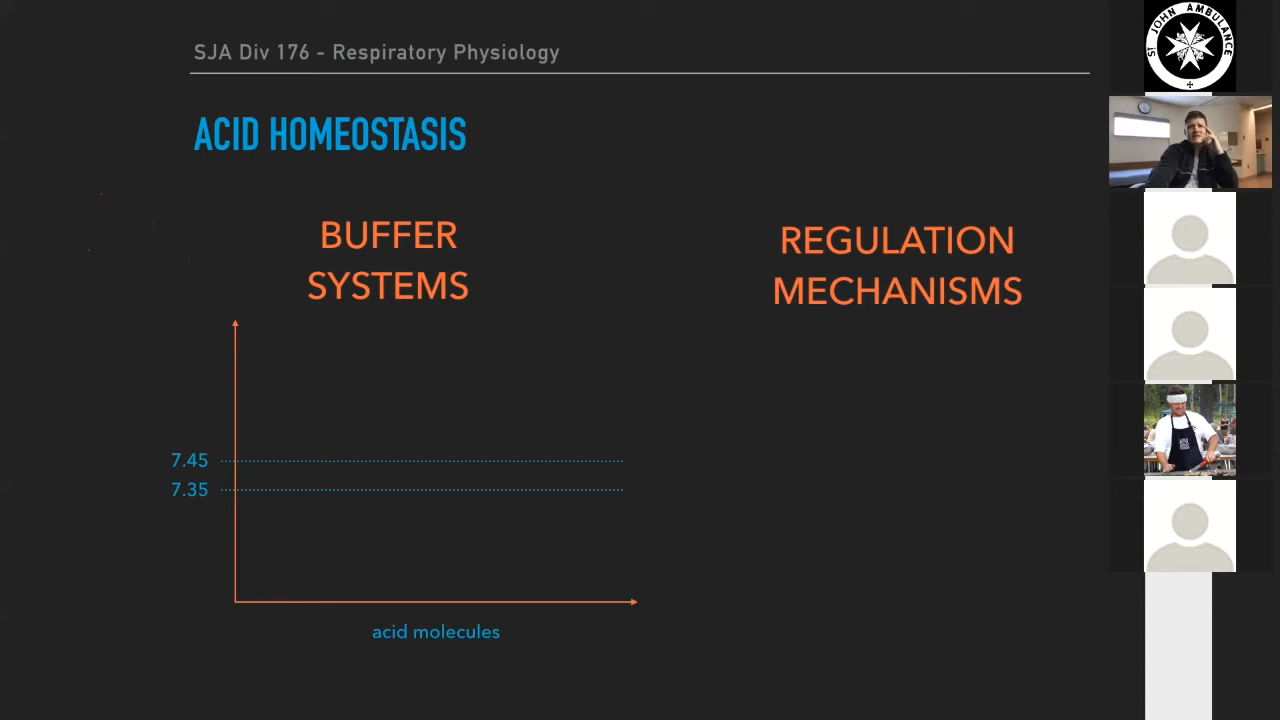 SJA Div 176 - Respiratory Physiology
ACID HOMEOSTASIS
BUFFER
SYSTEMS
REGULATION
MECHANISMS
7.45
7.35
acid molecules
St JOHN AMBULANCE